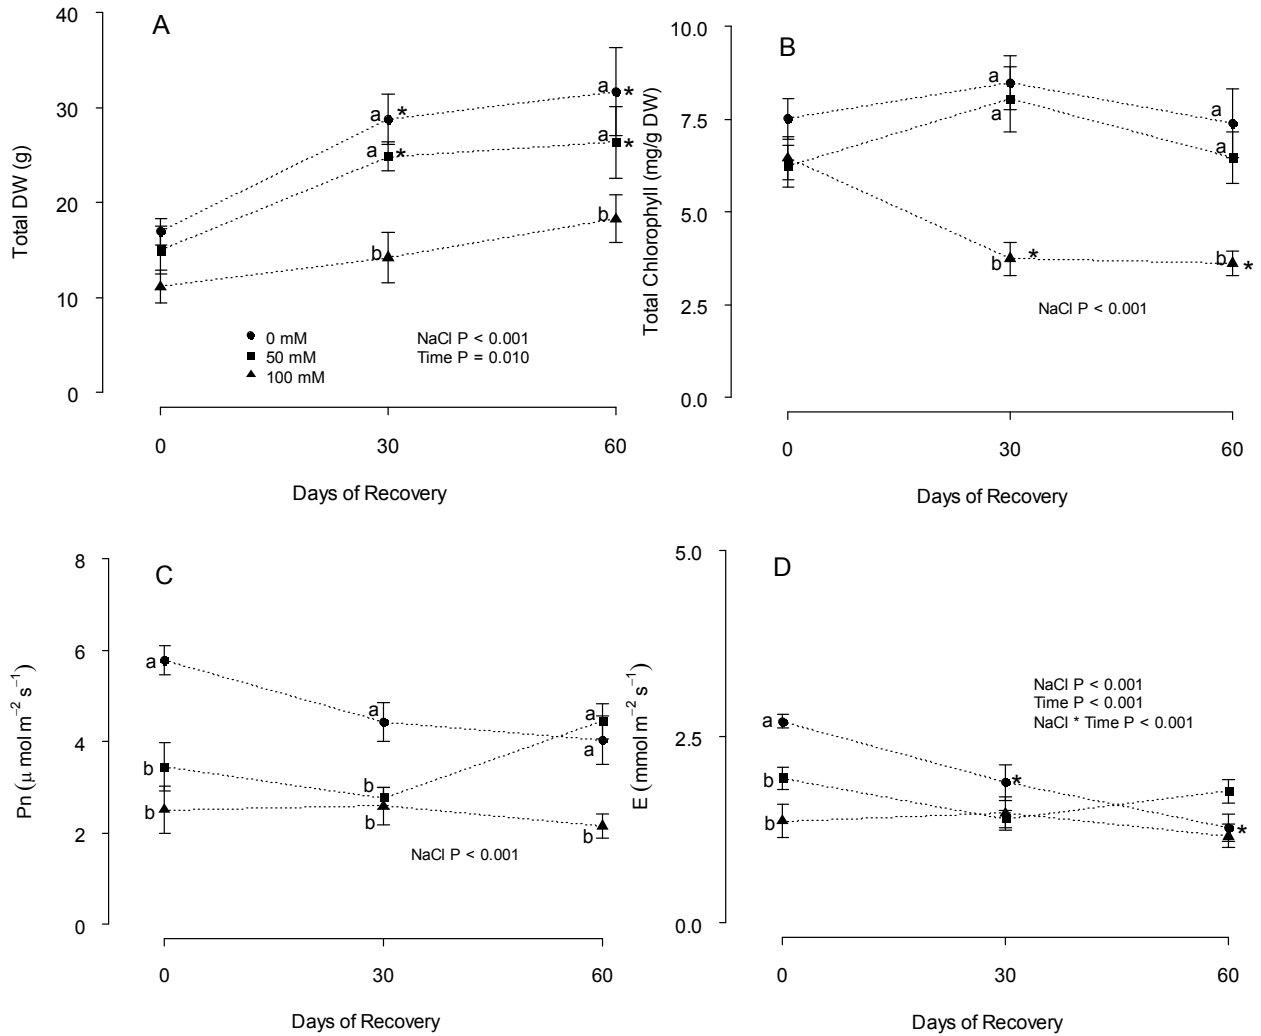 A
Total DW (g)
40
30
20
10
0
a
*
a
*
b
a
*
a
*
b
0 mM
50 mM
100 mM
NaCl P < 0.001
Time P = 0.010
0
30
60
Days of Recovery
B
Total Chlorophyll (mg/g DW)
10.0
7.5
5.0
2.5
0.0
a
a
b
*
a
a
b
*
NaCl P < 0.001
0
30
60
Days of Recovery
C
Pn (μ mol m⁻² s⁻¹)
8
6
4
2
0
a
b
b
a
b
b
a
a
b
NaCl P < 0.001
0
30
60
Days of Recovery
D
E (mmol m⁻² s⁻¹)
5.0
2.5
0.0
a
b
b
*
*
NaCl P < 0.001
Time P < 0.001
NaCl * Time P < 0.001
0
30
60
Days of Recovery